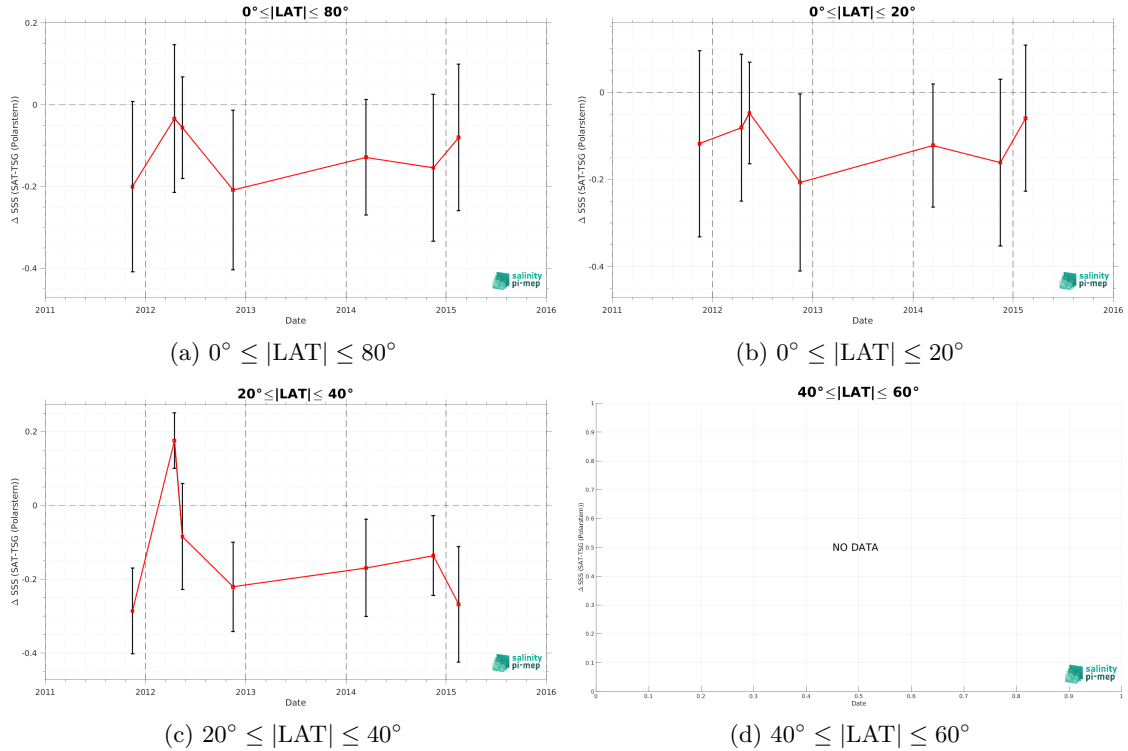 0°≤|LAT|≤ 80°
Δ SSS (SAT-TSG (Polarstern))
0.2
0
-0.2
-0.4
2011 2012 2013 2014 2015 2016
Date
salinity
pi-mep
(a) 0° ≤ |LAT| ≤ 80°
0°≤|LAT|≤ 20°
Δ SSS (SAT-TSG (Polarstern))
0
-0.2
-0.4
2011 2012 2013 2014 2015 2016
Date
salinity
pi-mep
(b) 0° ≤ |LAT| ≤ 20°
20°≤|LAT|≤ 40°
Δ SSS (SAT-TSG (Polarstern))
0.2
0
-0.2
-0.4
2011 2012 2013 2014 2015 2016
Date
salinity
pi-mep
(c) 20° ≤ |LAT| ≤ 40°
40°≤|LAT|≤ 60°
Δ SSS (SAT-TSG (Polarstern))
1
0.9
0.8
0.7
0.6
0.5
0.4
0.3
0.2
0.1
0
NO DATA
0 0.1 0.2 0.3 0.4 0.5 0.6 0.7 0.8 0.9 1
Date
salinity
pi-mep
(d) 40° ≤ |LAT| ≤ 60°